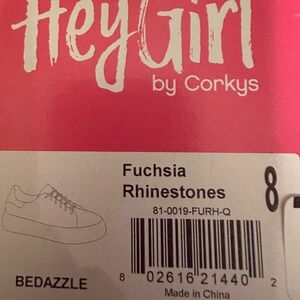 HeyGirl
by Corkys
Fuchsia
Rhinestones
8
81-0019-FURH-Q
8 02616 21440 2
Made in China
BEDAZZLE